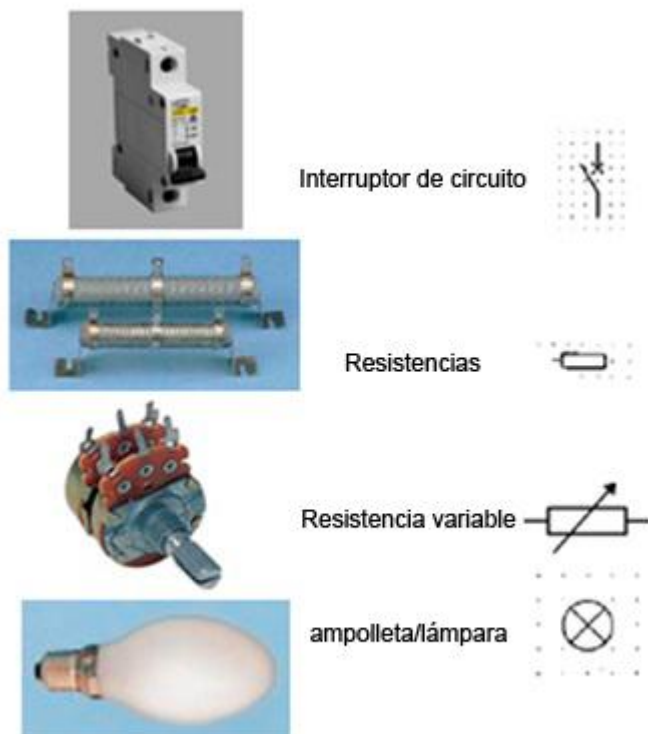 Interruptor de circuito
Resistencias
Resistencia variable
ampolleta/lámpara